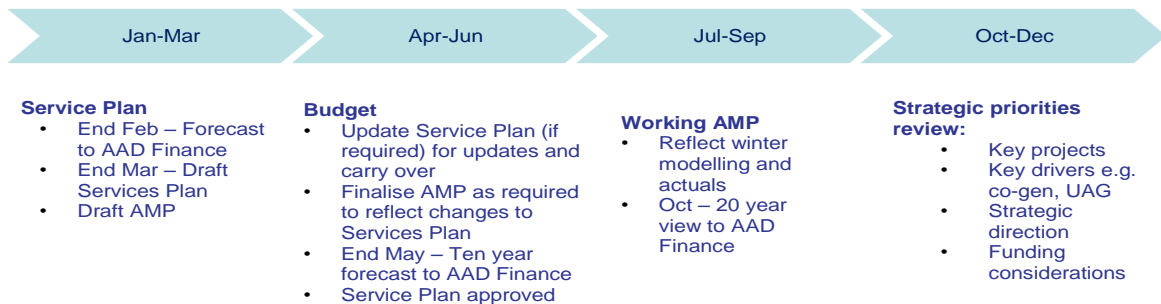 Jan-Mar
Apr-Jun
Jul-Sep
Oct-Dec
Service Plan
• End Feb – Forecast
to AAD Finance
• End Mar – Draft
Services Plan
• Draft AMP
Budget
• Update Service Plan (if
required) for updates and
carry over
• Finalise AMP as required
to reflect changes to
Services Plan
• End May – Ten year
forecast to AAD Finance
• Service Plan approved
Working AMP
• Reflect winter
modelling and
actuals
• Oct – 20 year
view to AAD
Finance
Strategic priorities
review:
• Key projects
• Key drivers e.g.
co-gen, UAG
• Strategic
direction
• Funding
considerations